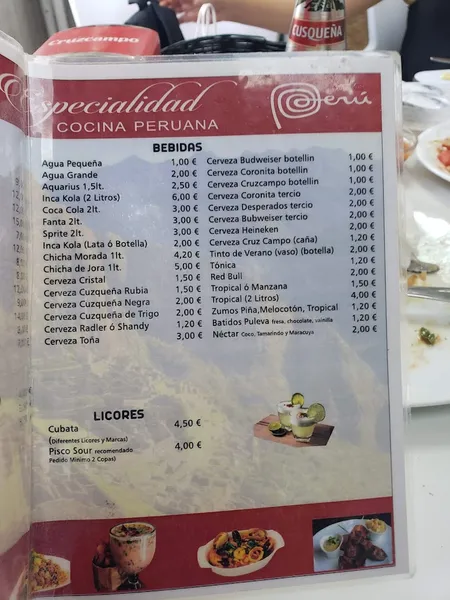 Cruzcampo
CUSQUEÑA
Especialidad
COCINA PERUANA
Perú
BEBIDAS
Agua Pequeña 1,00 €
Agua Grande 2,00 €
Aquarius 1,5lt. 2,50 €
Inca Kola (2 Litros) 6,00 €
Coca Cola 2lt. 3,00 €
Fanta 2lt. 3,00 €
Sprite 2lt. 3,00 €
Inca Kola (Lata ó Botella) 2,00 €
Chicha Morada 1lt. 4,20 €
Chicha de Jora 1lt. 5,00 €
Cerveza Cristal 1,50 €
Cerveza Cuzqueña Rubia 1,50 €
Cerveza Cuzqueña Negra 2,00 €
Cerveza Cuzqueña de Trigo 2,00 €
Cerveza Radler ó Shandy 1,20 €
Cerveza Toña 3,00 €
Cerveza Budweiser botellin 1,00 €
Cerveza Coronita botellin 1,00 €
Cerveza Cruzcampo botellin 1,00 €
Cerveza Coronita tercio 2,00 €
Cerveza Desperados tercio 2,00 €
Cerveza Bubweiser tercio 2,00 €
Cerveza Heineken 2,00 €
Cerveza Cruz Campo (caña) 1,20 €
Tinto de Verano (vaso) (botella) 2,00 €
Tónica 1,20 €
Red Bull 2,00 €
Tropical ó Manzana 1,50 €
Tropical (2 Litros) 4,00 €
Zumos Piña,Melocotón, Tropical 1,20 €
Batidos Puleva fresa, chocolate, vainilla 1,20 €
Néctar Coco, Tamarindo y Maracuya 2,00 €
LICORES
Cubata 4,50 €
(Diferentes Licores y Marcas)
Pisco Sour recomendado 4,00 €
Pedido Minimo 2 Copas)